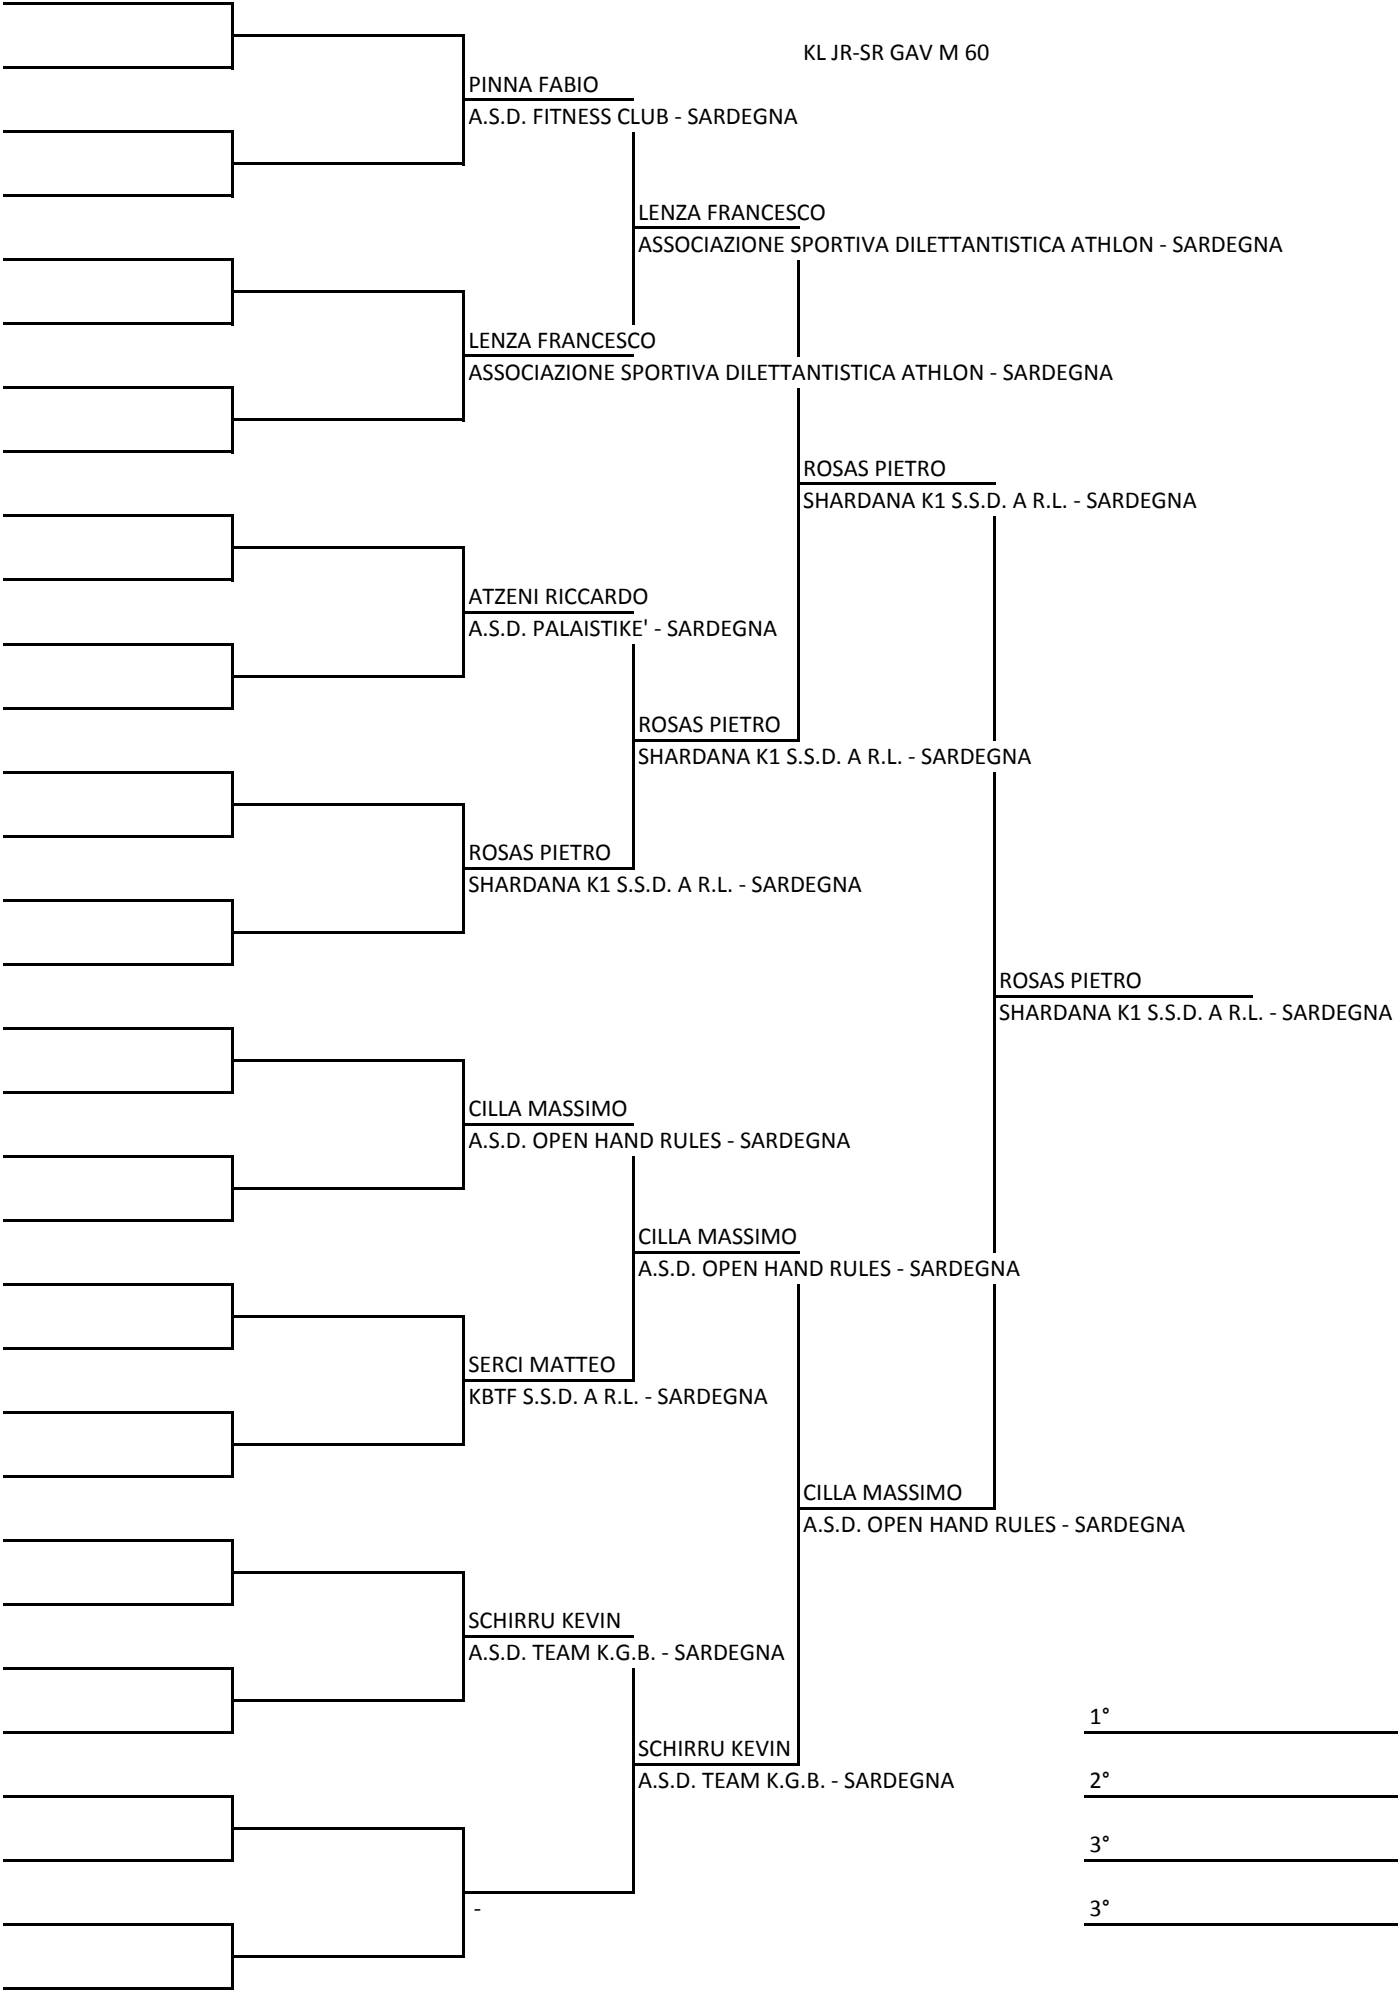 KL JR-SR GAV M 60
PINNA FABIO
A.S.D. FITNESS CLUB - SARDEGNA
LENZA FRANCESCO
ASSOCIAZIONE SPORTIVA DILETTANTISTICA ATHLON - SARDEGNA
LENZA FRANCESCO
ASSOCIAZIONE SPORTIVA DILETTANTISTICA ATHLON - SARDEGNA
ROSAS PIETRO
SHARDANA K1 S.S.D. A R.L. - SARDEGNA
ATZENI RICCARDO
A.S.D. PALAISTIKE' - SARDEGNA
ROSAS PIETRO
SHARDANA K1 S.S.D. A R.L. - SARDEGNA
ROSAS PIETRO
SHARDANA K1 S.S.D. A R.L. - SARDEGNA
ROSAS PIETRO
SHARDANA K1 S.S.D. A R.L. - SARDEGNA
CILLA MASSIMO
A.S.D. OPEN HAND RULES - SARDEGNA
CILLA MASSIMO
A.S.D. OPEN HAND RULES - SARDEGNA
SERCI MATTEO
KBTF S.S.D. A R.L. - SARDEGNA
CILLA MASSIMO
A.S.D. OPEN HAND RULES - SARDEGNA
SCHIRRU KEVIN
A.S.D. TEAM K.G.B. - SARDEGNA
1°
SCHIRRU KEVIN
A.S.D. TEAM K.G.B. - SARDEGNA
2°
3°
-
3°